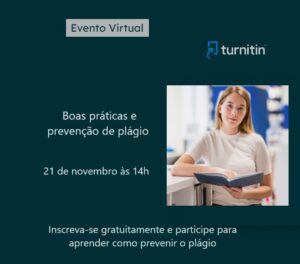 Evento Virtual
turnitin
Boas práticas e
prevenção de plágio
21 de novembro às 14h
Inscreva-se gratuitamente e participe para
aprender como prevenir o plágio